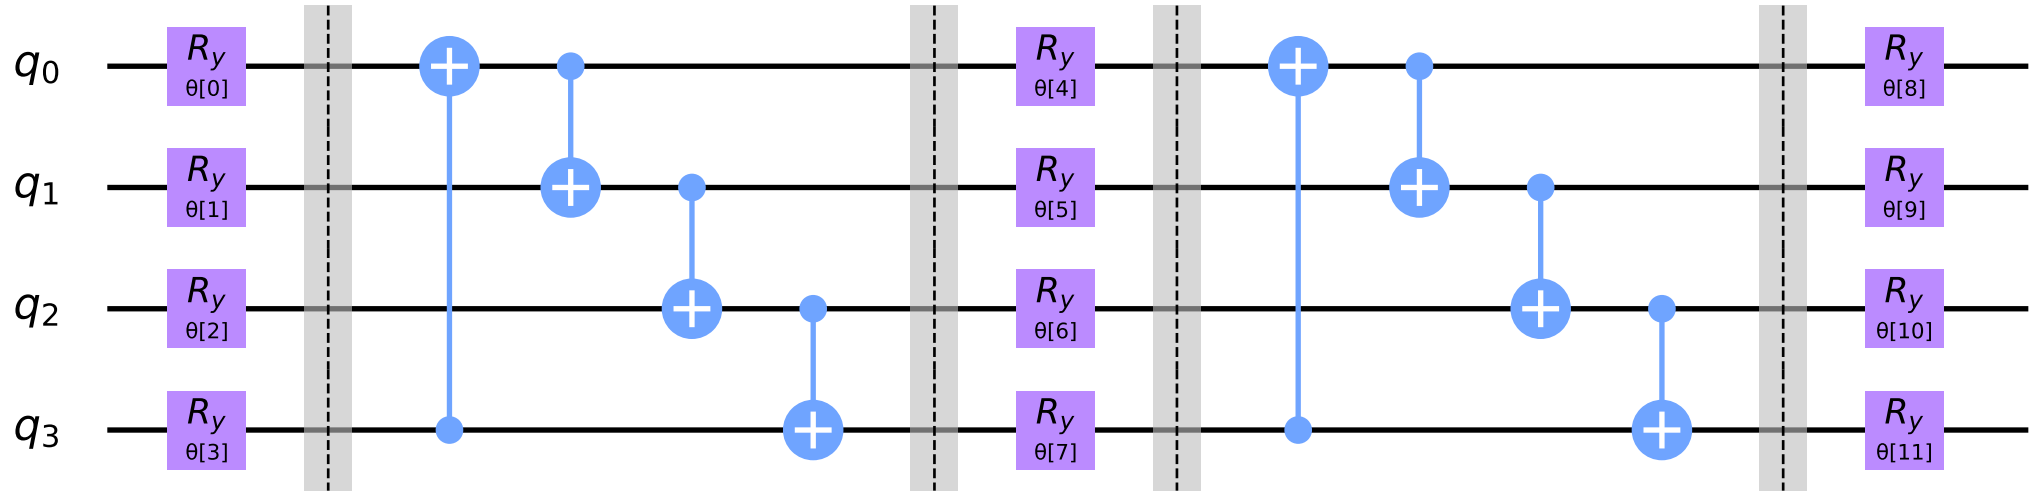 q0 Ry θ[0] Ry θ[4] Ry θ[8]
q1 Ry θ[1] Ry θ[5] Ry θ[9]
q2 Ry θ[2] Ry θ[6] Ry θ[10]
q3 Ry θ[3] Ry θ[7] Ry θ[11]